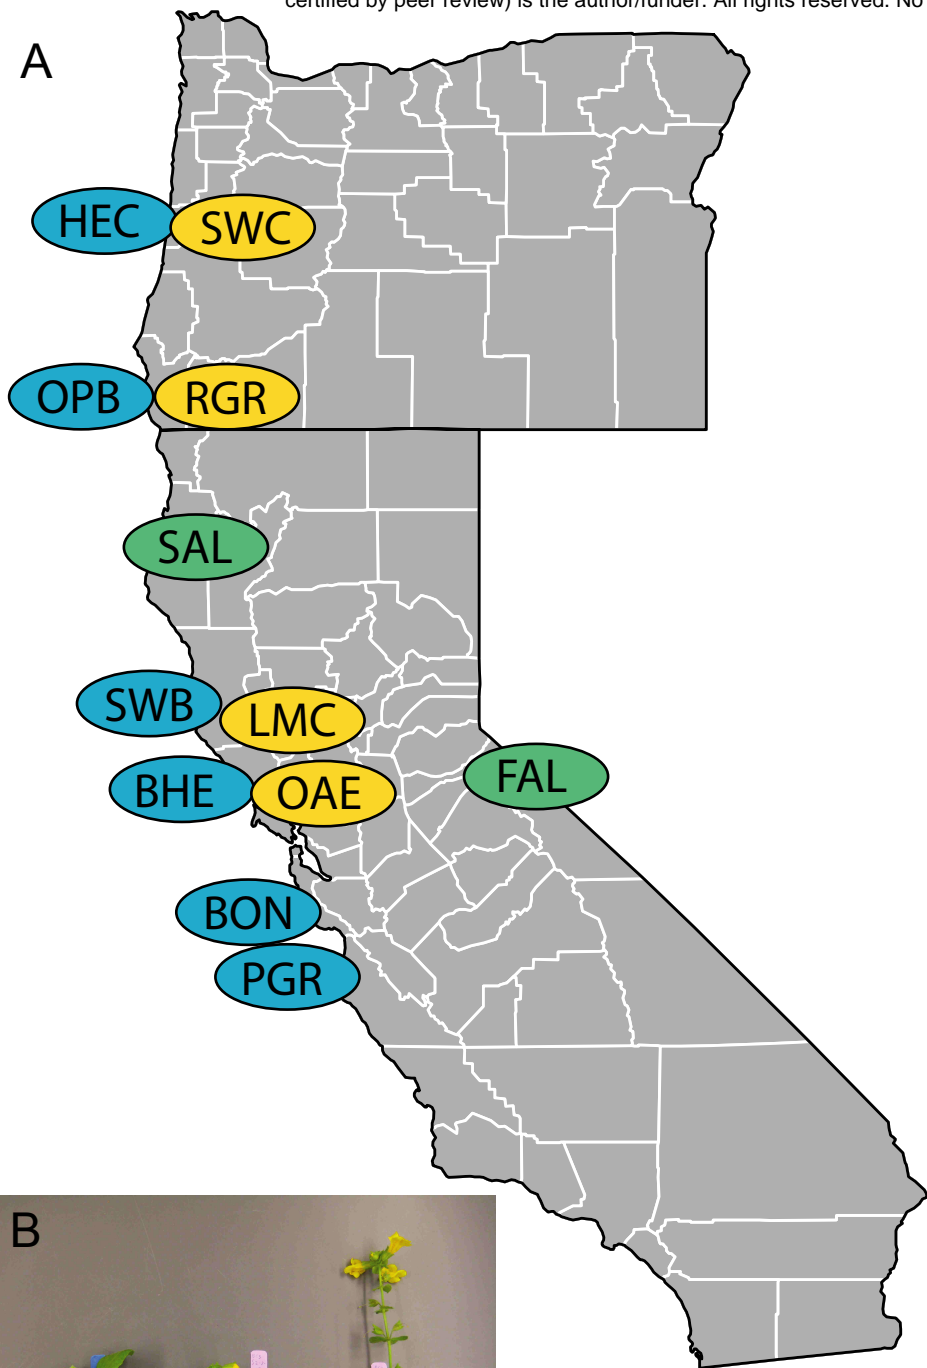 certified by peer review) is the author/funder. All rights reserved. No
A
HEC
SWC
OPB
RGR
SAL
SWB
LMC
BHE
OAE
FAL
BON
PGR
B